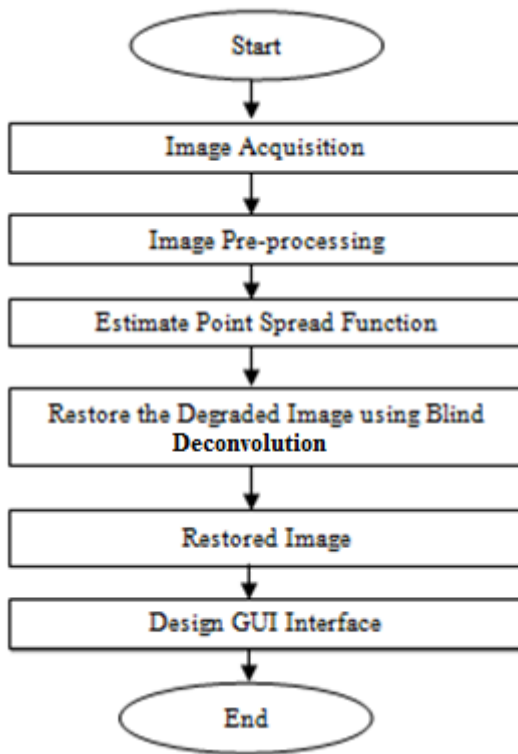 Start
Image Acquisition
Image Pre-processing
Estimate Point Spread Function
Restore the Degraded Image using Blind
Deconvolution
Restored Image
Design GUI Interface
End